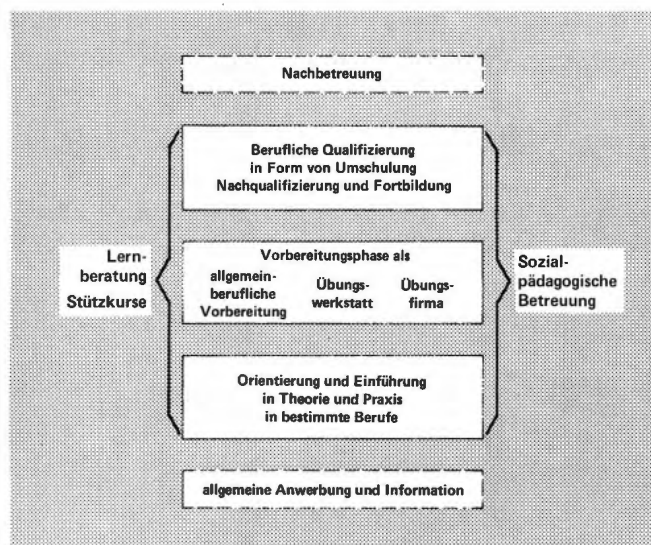 Nachbetreuung
Berufliche Qualifizierung
in Form von Umschulung
Nachqualifizierung und Fortbildung
Lern-
beratung
Stützkurse
Vorbereitungsphase als
allgemein-
berufliche
Vorbereitung
Übungs-
werkstatt
Übungs-
firma
Sozial-
pädagogische
Betreuung
Orientierung und Einführung
in Theorie und Praxis
in bestimmte Berufe
allgemeine Anwerbung und Information